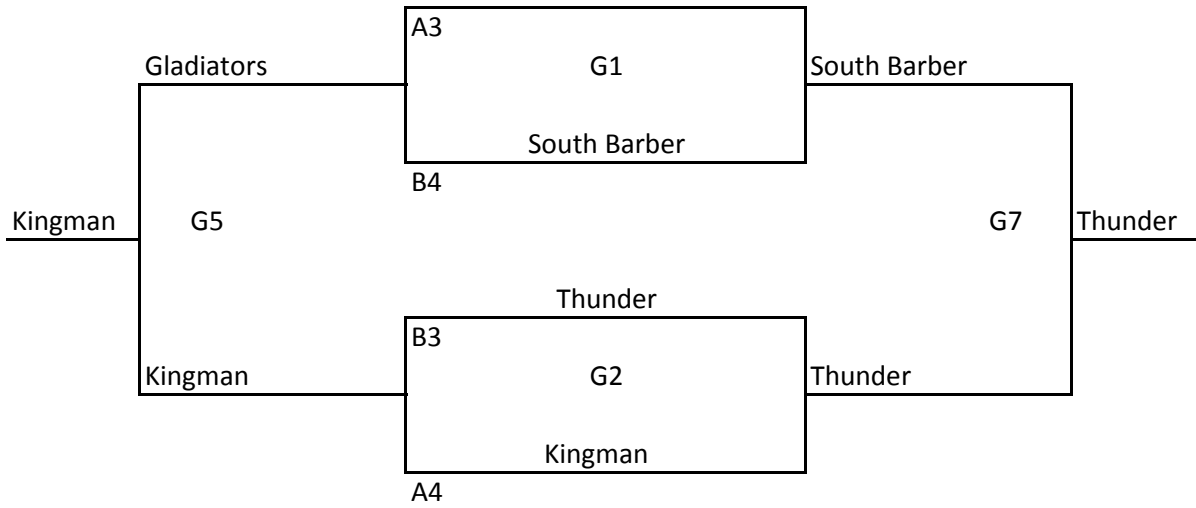 A3
Gladiators
G1
South Barber
South Barber
B4
Kingman
G5
G7
Thunder
Thunder
B3
Kingman
G2
Thunder
Kingman
A4